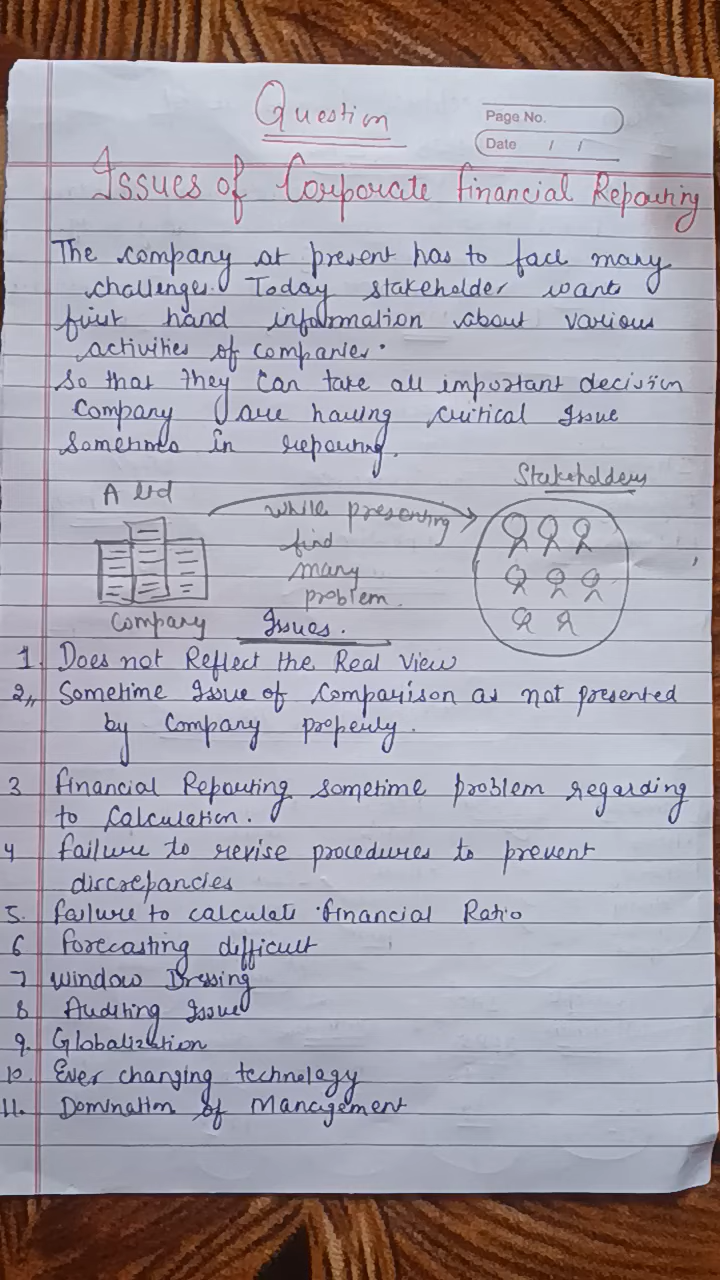 Question
Page No.
Date / /
Issues of Corporate financial Reporting
The company at present has to face many
challenges. Today stakeholder want
first hand information about various
activities of companies.
So that they can take all important decision
Company are having critical Issue
Sometimes in reporting.
Stakeholders
A ltd
while presenting
find
many
problem.
Company
Issues.
1. Does not Reflect the Real View
2,, Sometime Issue of Comparison as not presented
by Company properly.
3 financial Reporting sometime problem regarding
to Calculation.
4 failure to revise procedures to prevent
discrepancies
5. failure to calculate financial Ratio
6 forecasting difficult
7 Window Dressing
8 Auditing Issue
9. Globalization
10. Ever changing technology
11. Domination of Management